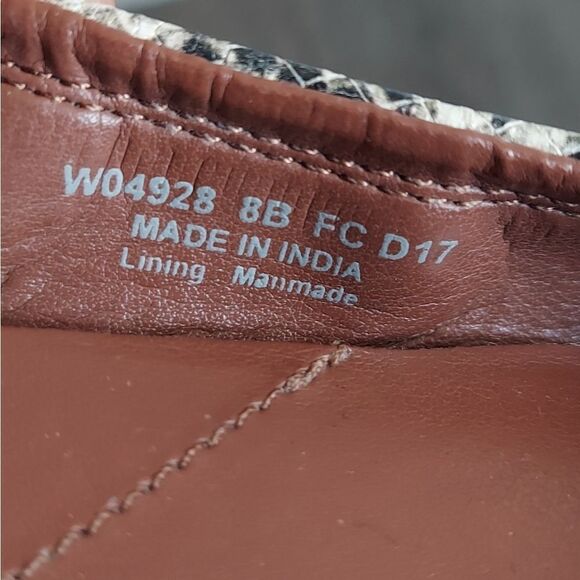 W04928 8B FC D17
MADE IN INDIA
Lining Manmade